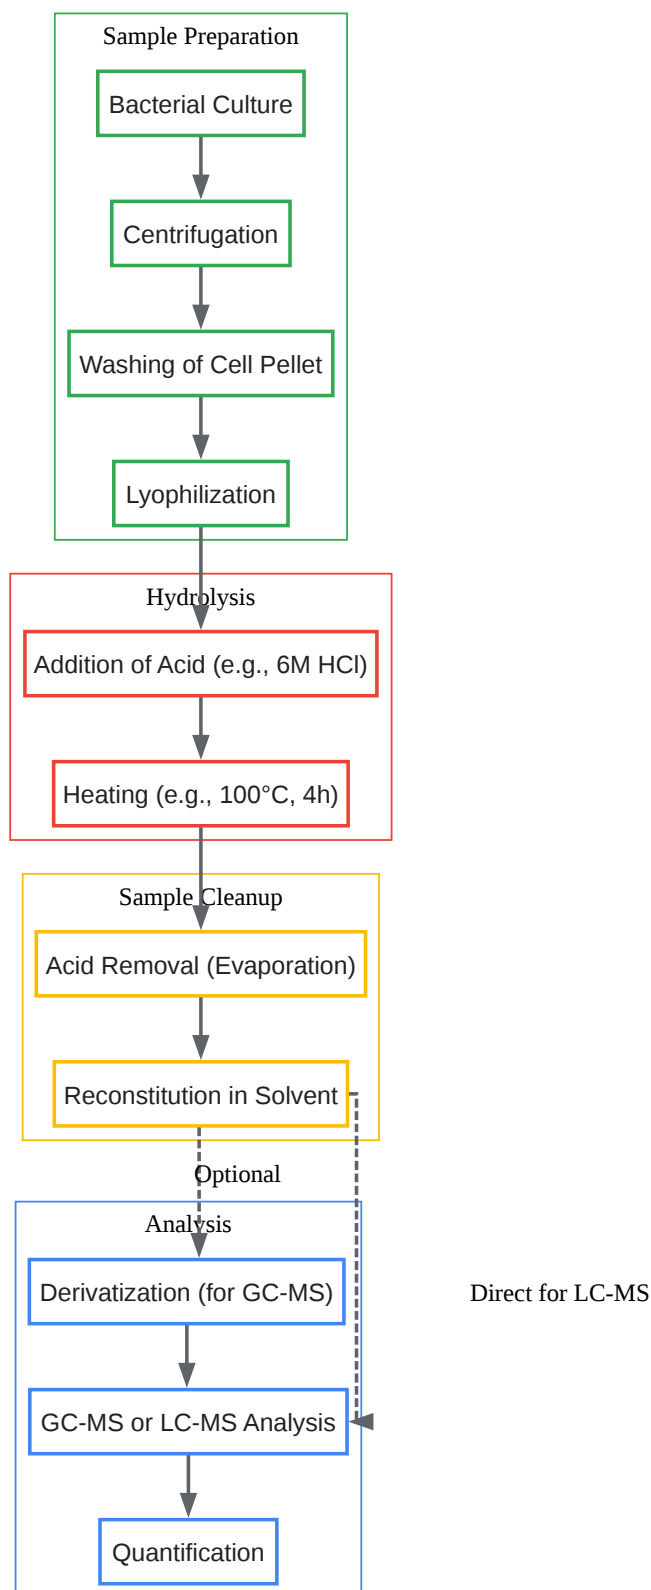 Sample Preparation
Bacterial Culture
Centrifugation
Washing of Cell Pellet
Lyophilization
Hydrolysis
Addition of Acid (e.g., 6M HCl)
Heating (e.g., 100°C, 4h)
Sample Cleanup
Acid Removal (Evaporation)
Reconstitution in Solvent
Optional
Analysis
Derivatization (for GC-MS)
Direct for LC-MS
GC-MS or LC-MS Analysis
Quantification